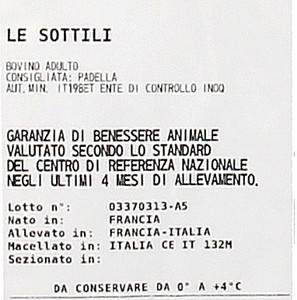 LE SOTTILI
BOVINO ADULTO
CONSIGLIATA: PADELLA
AUT.MIN. IT198ET ENTE DI CONTROLLO INOQ
GARANZIA DI BENESSERE ANIMALE
VALUTATO SECONDO LO STANDARD
DEL CENTRO DI REFERENZA NAZIONALE
NEGLI ULTIMI 4 MESI DI ALLEVAMENTO.
Lotto n°: 03370313-A5
Nato in: FRANCIA
Allevato in: FRANCIA-ITALIA
Macellato in: ITALIA CE IT 132M
Sezionato in:
DA CONSERVARE DA 0° A +4°C